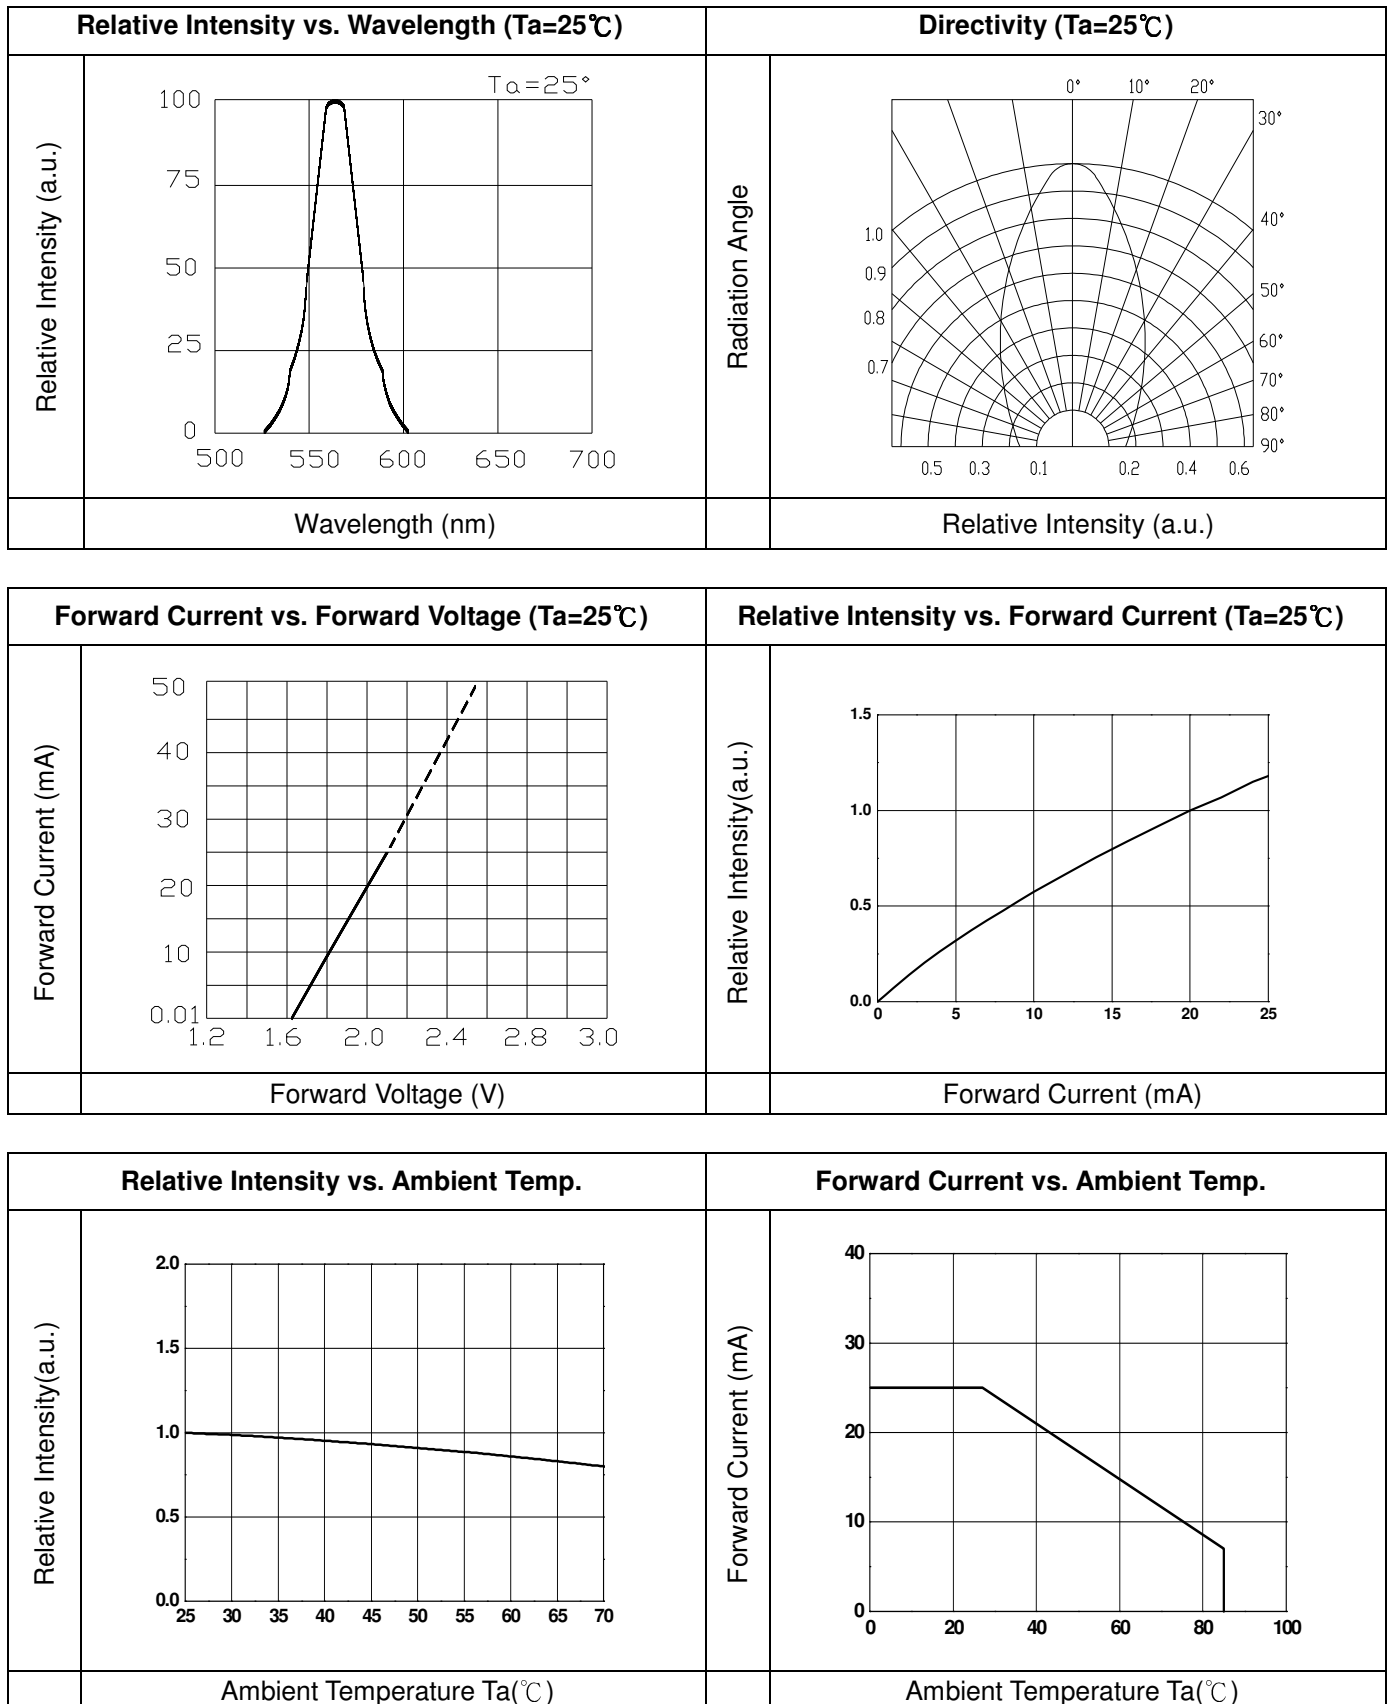 Relative Intensity vs. Wavelength (Ta=25℃)
Directivity (Ta=25℃)
Relative Intensity (a.u.)
Ta=25°
100
75
50
25
0
500 550 600 650 700
Wavelength (nm)
Radiation Angle
0° 10° 20°
30°
40°
50°
60°
70°
80°
90°
1.0
0.9
0.8
0.7
0.5 0.3 0.1 0.2 0.4 0.6
Relative Intensity (a.u.)
Forward Current vs. Forward Voltage (Ta=25℃)
Relative Intensity vs. Forward Current (Ta=25℃)
Forward Current (mA)
50
40
30
20
10
0.01
1.2 1.6 2.0 2.4 2.8 3.0
Forward Voltage (V)
Relative Intensity(a.u.)
1.5
1.0
0.5
0.0
0 5 10 15 20 25
Forward Current (mA)
Relative Intensity vs. Ambient Temp.
Forward Current vs. Ambient Temp.
Relative Intensity(a.u.)
2.0
1.5
1.0
0.5
0.0
25 30 35 40 45 50 55 60 65 70
Ambient Temperature Ta(℃)
Forward Current (mA)
40
30
20
10
0
0 20 40 60 80 100
Ambient Temperature Ta(℃)